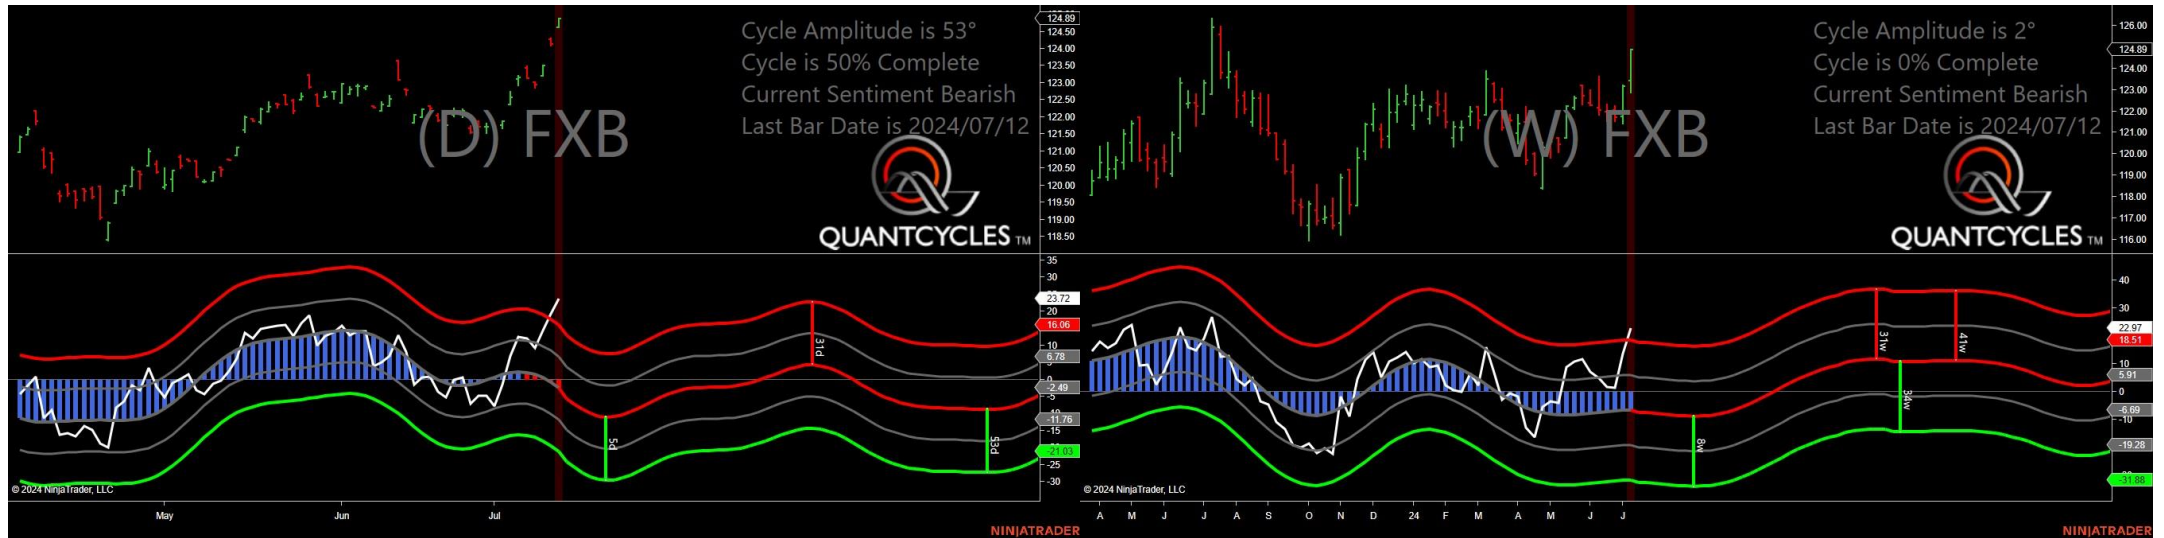 Cycle Amplitude is 53°
Cycle is 50% Complete
Current Sentiment Bearish
Last Bar Date is 2024/07/12
(D) FXB
QUANTCYCLES TM
124.89
124.50
124.00
123.50
123.00
122.50
122.00
121.50
121.00
120.50
120.00
119.50
119.00
118.50
35
30
23.72
20
16.06
10
6.78
0
-2.49
-5
-11.76
-15
-21.03
-25
-30
31d
5d
53d
© 2024 NinjaTrader, LLC
May Jun Jul
NINJATRADER
Cycle Amplitude is 2°
Cycle is 0% Complete
Current Sentiment Bearish
Last Bar Date is 2024/07/12
(W) FXB
QUANTCYCLES TM
126.00
124.89
124.00
123.00
122.00
121.00
120.00
119.00
118.00
117.00
116.00
40
30
22.97
18.51
10
5.91
0
-6.69
-10
-19.28
-31.88
31w
41w
34w
8w
© 2024 NinjaTrader, LLC
A M J J A S O N D 24 F M A M J J
NINJATRADER